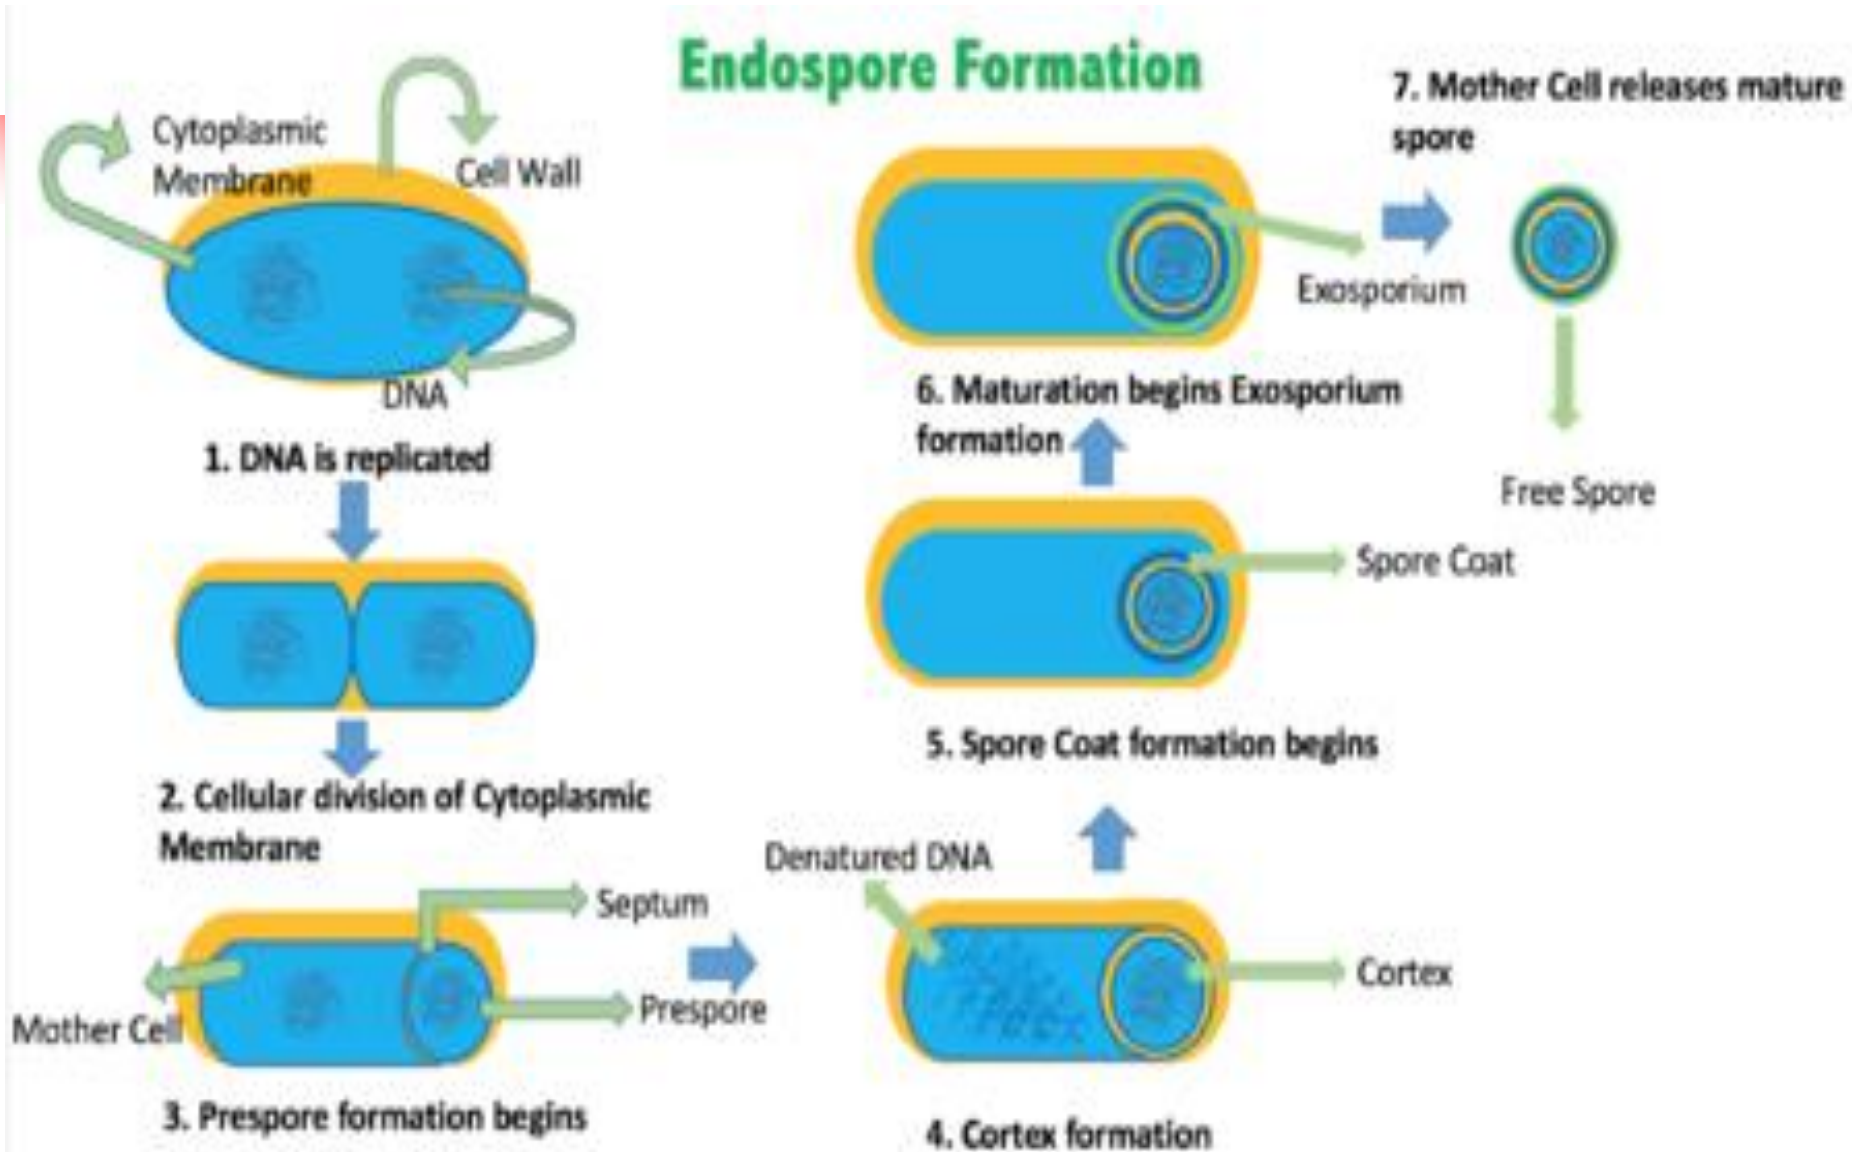 Endospore Formation
Cytoplasmic
Membrane
Cell Wall
DNA
1. DNA is replicated
2. Cellular division of Cytoplasmic
Membrane
Septum
Mother Cell
Prespore
3. Prespore formation begins
Denatured DNA
Cortex
4. Cortex formation
Spore Coat
5. Spore Coat formation begins
Exosporium
6. Maturation begins Exosporium
formation
7. Mother Cell releases mature
spore
Free Spore